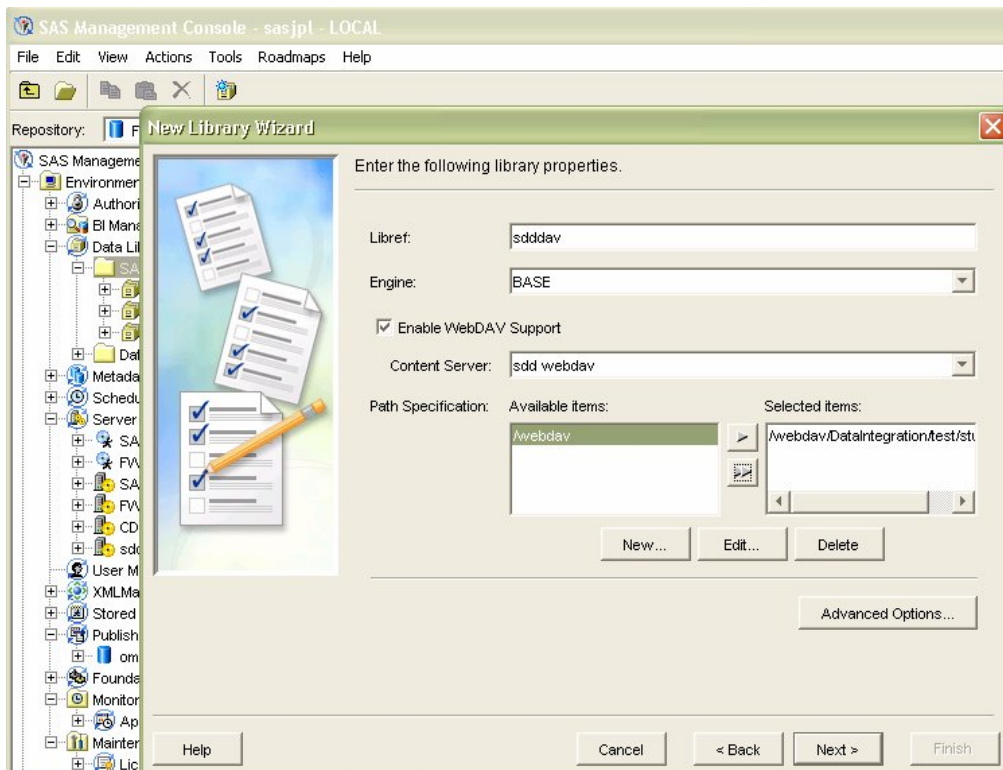 SAS Management Console - sasjpl - LOCAL
File Edit View Actions Tools Roadmaps Help
Repository: F
New Library Wizard
SAS Manageme
Environmer
Authori
BI Mana
Data Lil
SA
Dat
Metada
Schedu
Server
SA
FW
SA
FW
CD
sdd
User M
XMLMa
Stored
Publish
om
Founda
Monitor
Ap
Mainter
Lic
Enter the following library properties.
Libref: sdddav
Engine: BASE
Enable WebDAV Support
Content Server: sdd webdav
Path Specification: Available items: Selected items:
/webdav
/webdav/DataIntegration/test/stu
New... Edit... Delete
Advanced Options...
Help Cancel < Back Next > Finish